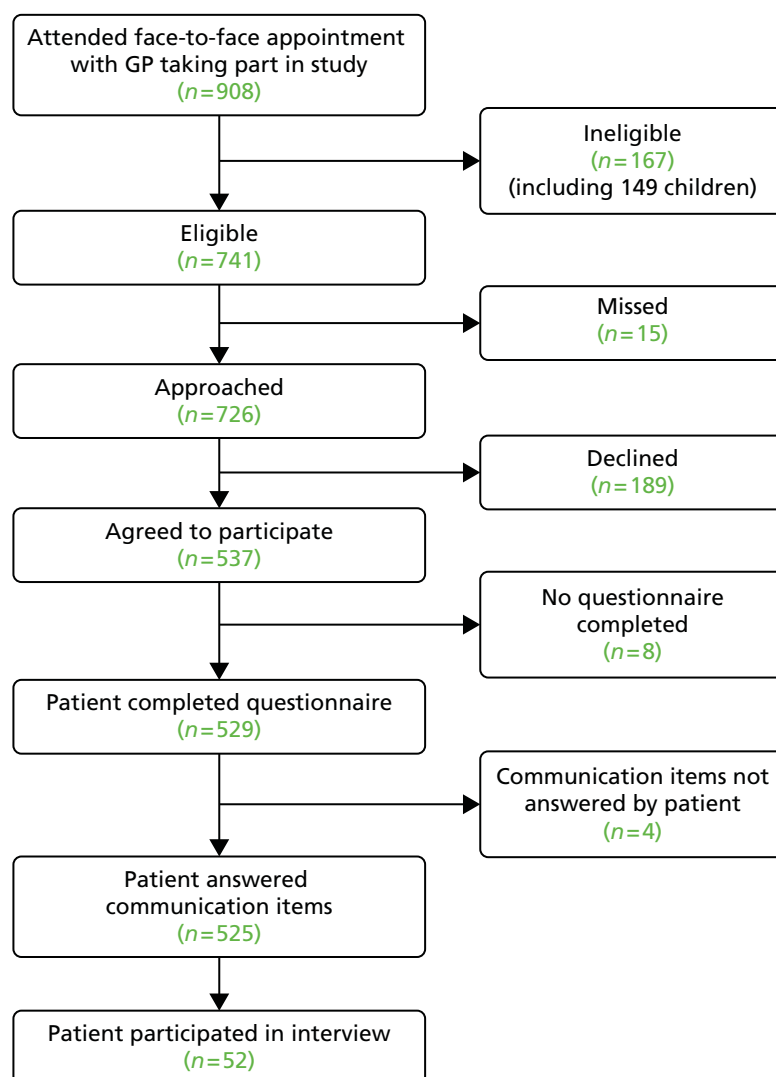 Attended face-to-face appointment
with GP taking part in study
(n=908)
Ineligible
(n=167)
(including 149 children)
Eligible
(n=741)
Missed
(n=15)
Approached
(n=726)
Declined
(n=189)
Agreed to participate
(n=537)
No questionnaire
completed
(n=8)
Patient completed questionnaire
(n=529)
Communication items not
answered by patient
(n=4)
Patient answered
communication items
(n=525)
Patient participated in interview
(n=52)